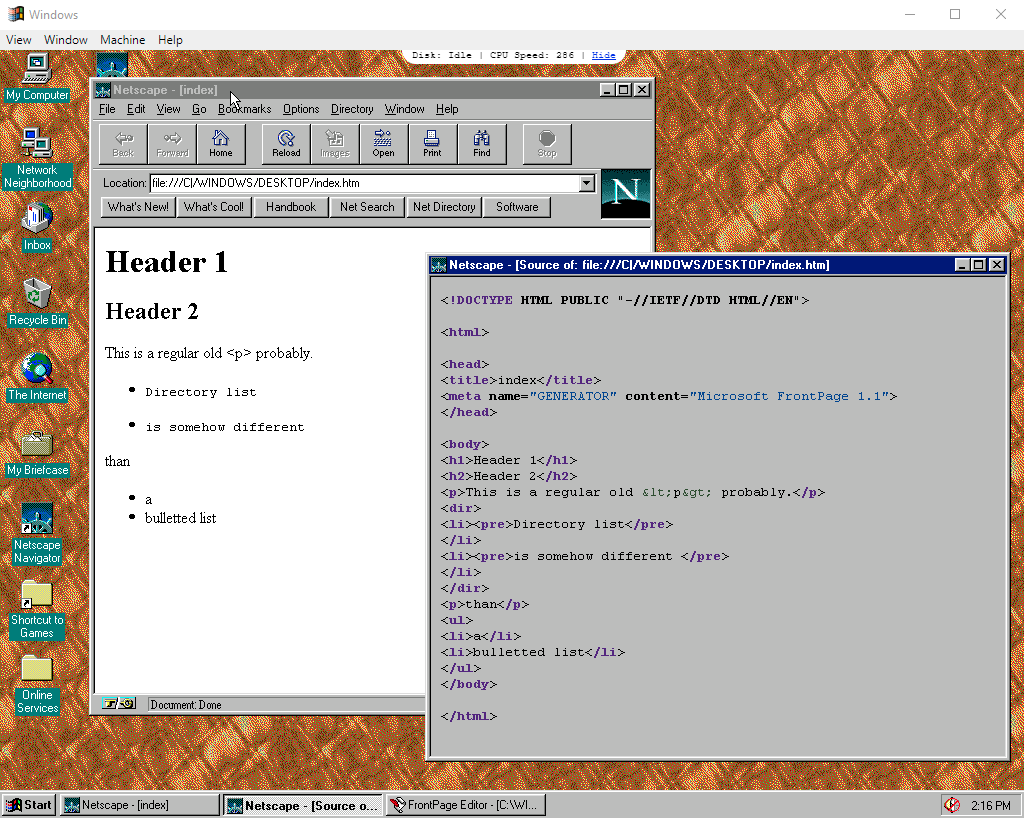 Windows
View Window Machine Help
Disk: Idle | CPU Speed: 286 | Hide
My Computer
Network Neighborhood
Inbox
Recycle Bin
The Internet
My Briefcase
Netscape Navigator
Shortcut to Games
Online Services
Netscape - [index]
File Edit View Go Bookmarks Options Directory Window Help
Back Forward Home Reload Images Open Print Find Stop
Location: file:///C|/WINDOWS/DESKTOP/index.htm
N
What's New! What's Cool! Handbook Net Search Net Directory Software
Header 1
Header 2
This is a regular old <p> probably.
Directory list
is somehow different
than
a
bulletted list
Document: Done
Netscape - [Source of: file:///C|/WINDOWS/DESKTOP/index.htm]
<!DOCTYPE HTML PUBLIC "-//IETF//DTD HTML//EN">
<html>
<head>
<title>index</title>
<meta name="GENERATOR" content="Microsoft FrontPage 1.1">
</head>
<body>
<h1>Header 1</h1>
<h2>Header 2</h2>
<p>This is a regular old &lt;p&gt; probably.</p>
<dir>
<li><pre>Directory list</pre>
</li>
<li><pre>is somehow different </pre>
</li>
</dir>
<p>than</p>
<ul>
<li>a</li>
<li>bulletted list</li>
</ul>
</body>
</html>
Start Netscape - [index] Netscape - [Source o... FrontPage Editor - [C:\WI... 2:16 PM